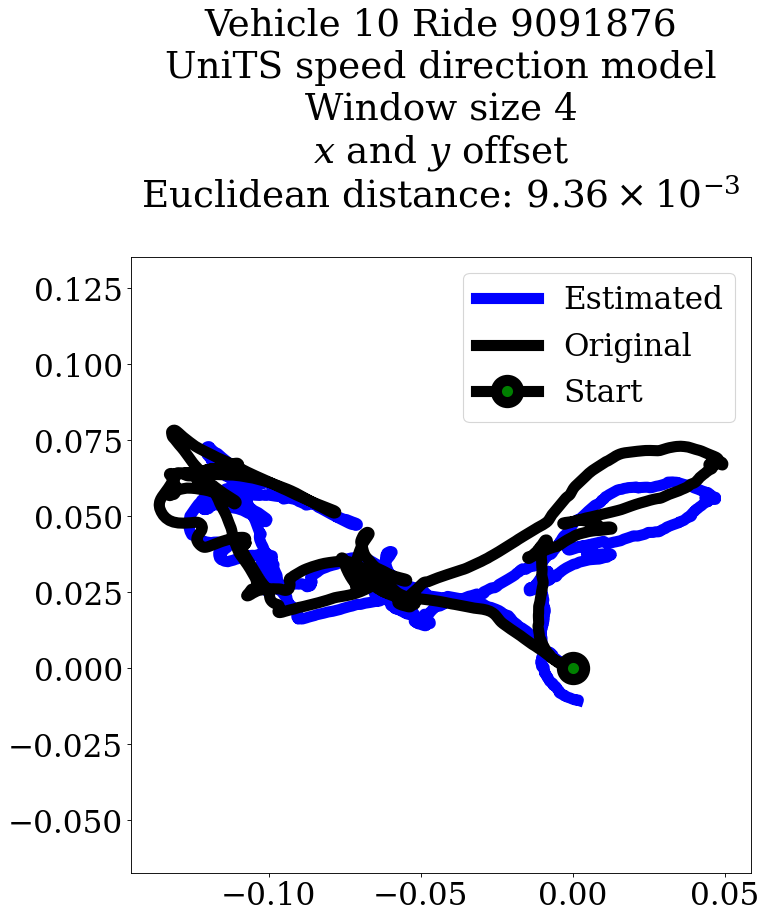 Vehicle 10 Ride 9091876
UniTS speed direction model
Window size 4
x and y offset
Euclidean distance: 9.36 × 10⁻³
Estimated
Original
Start
0.125
0.100
0.075
0.050
0.025
0.000
−0.025
−0.050
−0.10
−0.05
0.00
0.05